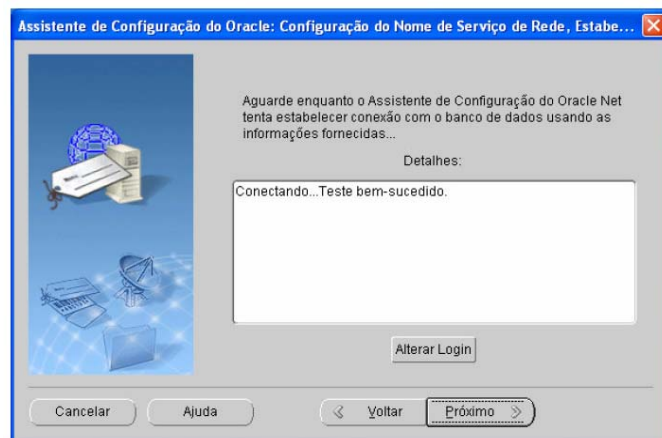 Assistente de Configuração do Oracle: Configuração do Nome de Serviço de Rede, Estabe...
Aguarde enquanto o Assistente de Configuração do Oracle Net
tenta estabelecer conexão com o banco de dados usando as
informações fornecidas...
Detalhes:
Conectando...Teste bem-sucedido.
Alterar Login
Cancelar Ajuda Voltar Próximo